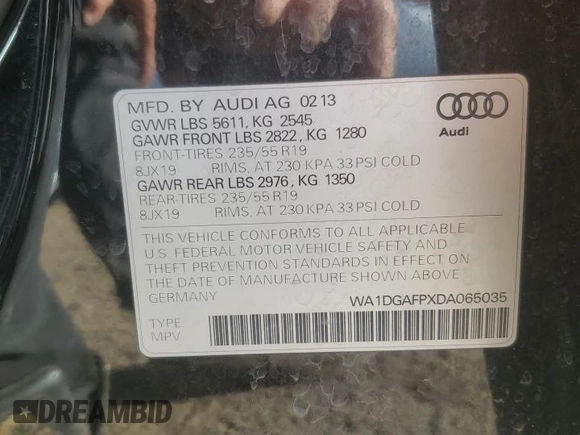 MFD. BY AUDI AG 02 13
GVWR LBS 5611, KG 2545
GAWR FRONT LBS 2822, KG 1280
FRONT-TIRES 235/55 R19
8JX19 RIMS, AT 230 KPA 33 PSI COLD
GAWR REAR LBS 2976, KG 1350
REAR-TIRES 235/55 R19
8JX19 RIMS, AT 230 KPA 33 PSI COLD
Audi
THIS VEHICLE CONFORMS TO ALL APPLICABLE
U.S. FEDERAL MOTOR VEHICLE SAFETY AND
THEFT PREVENTION STANDARDS IN EFFECT ON
THE DATE OF MANUFACTURE SHOWN ABOVE.
GERMANY
WA1DGAFPXDA065035
TYPE:
MPV
DREAMBID